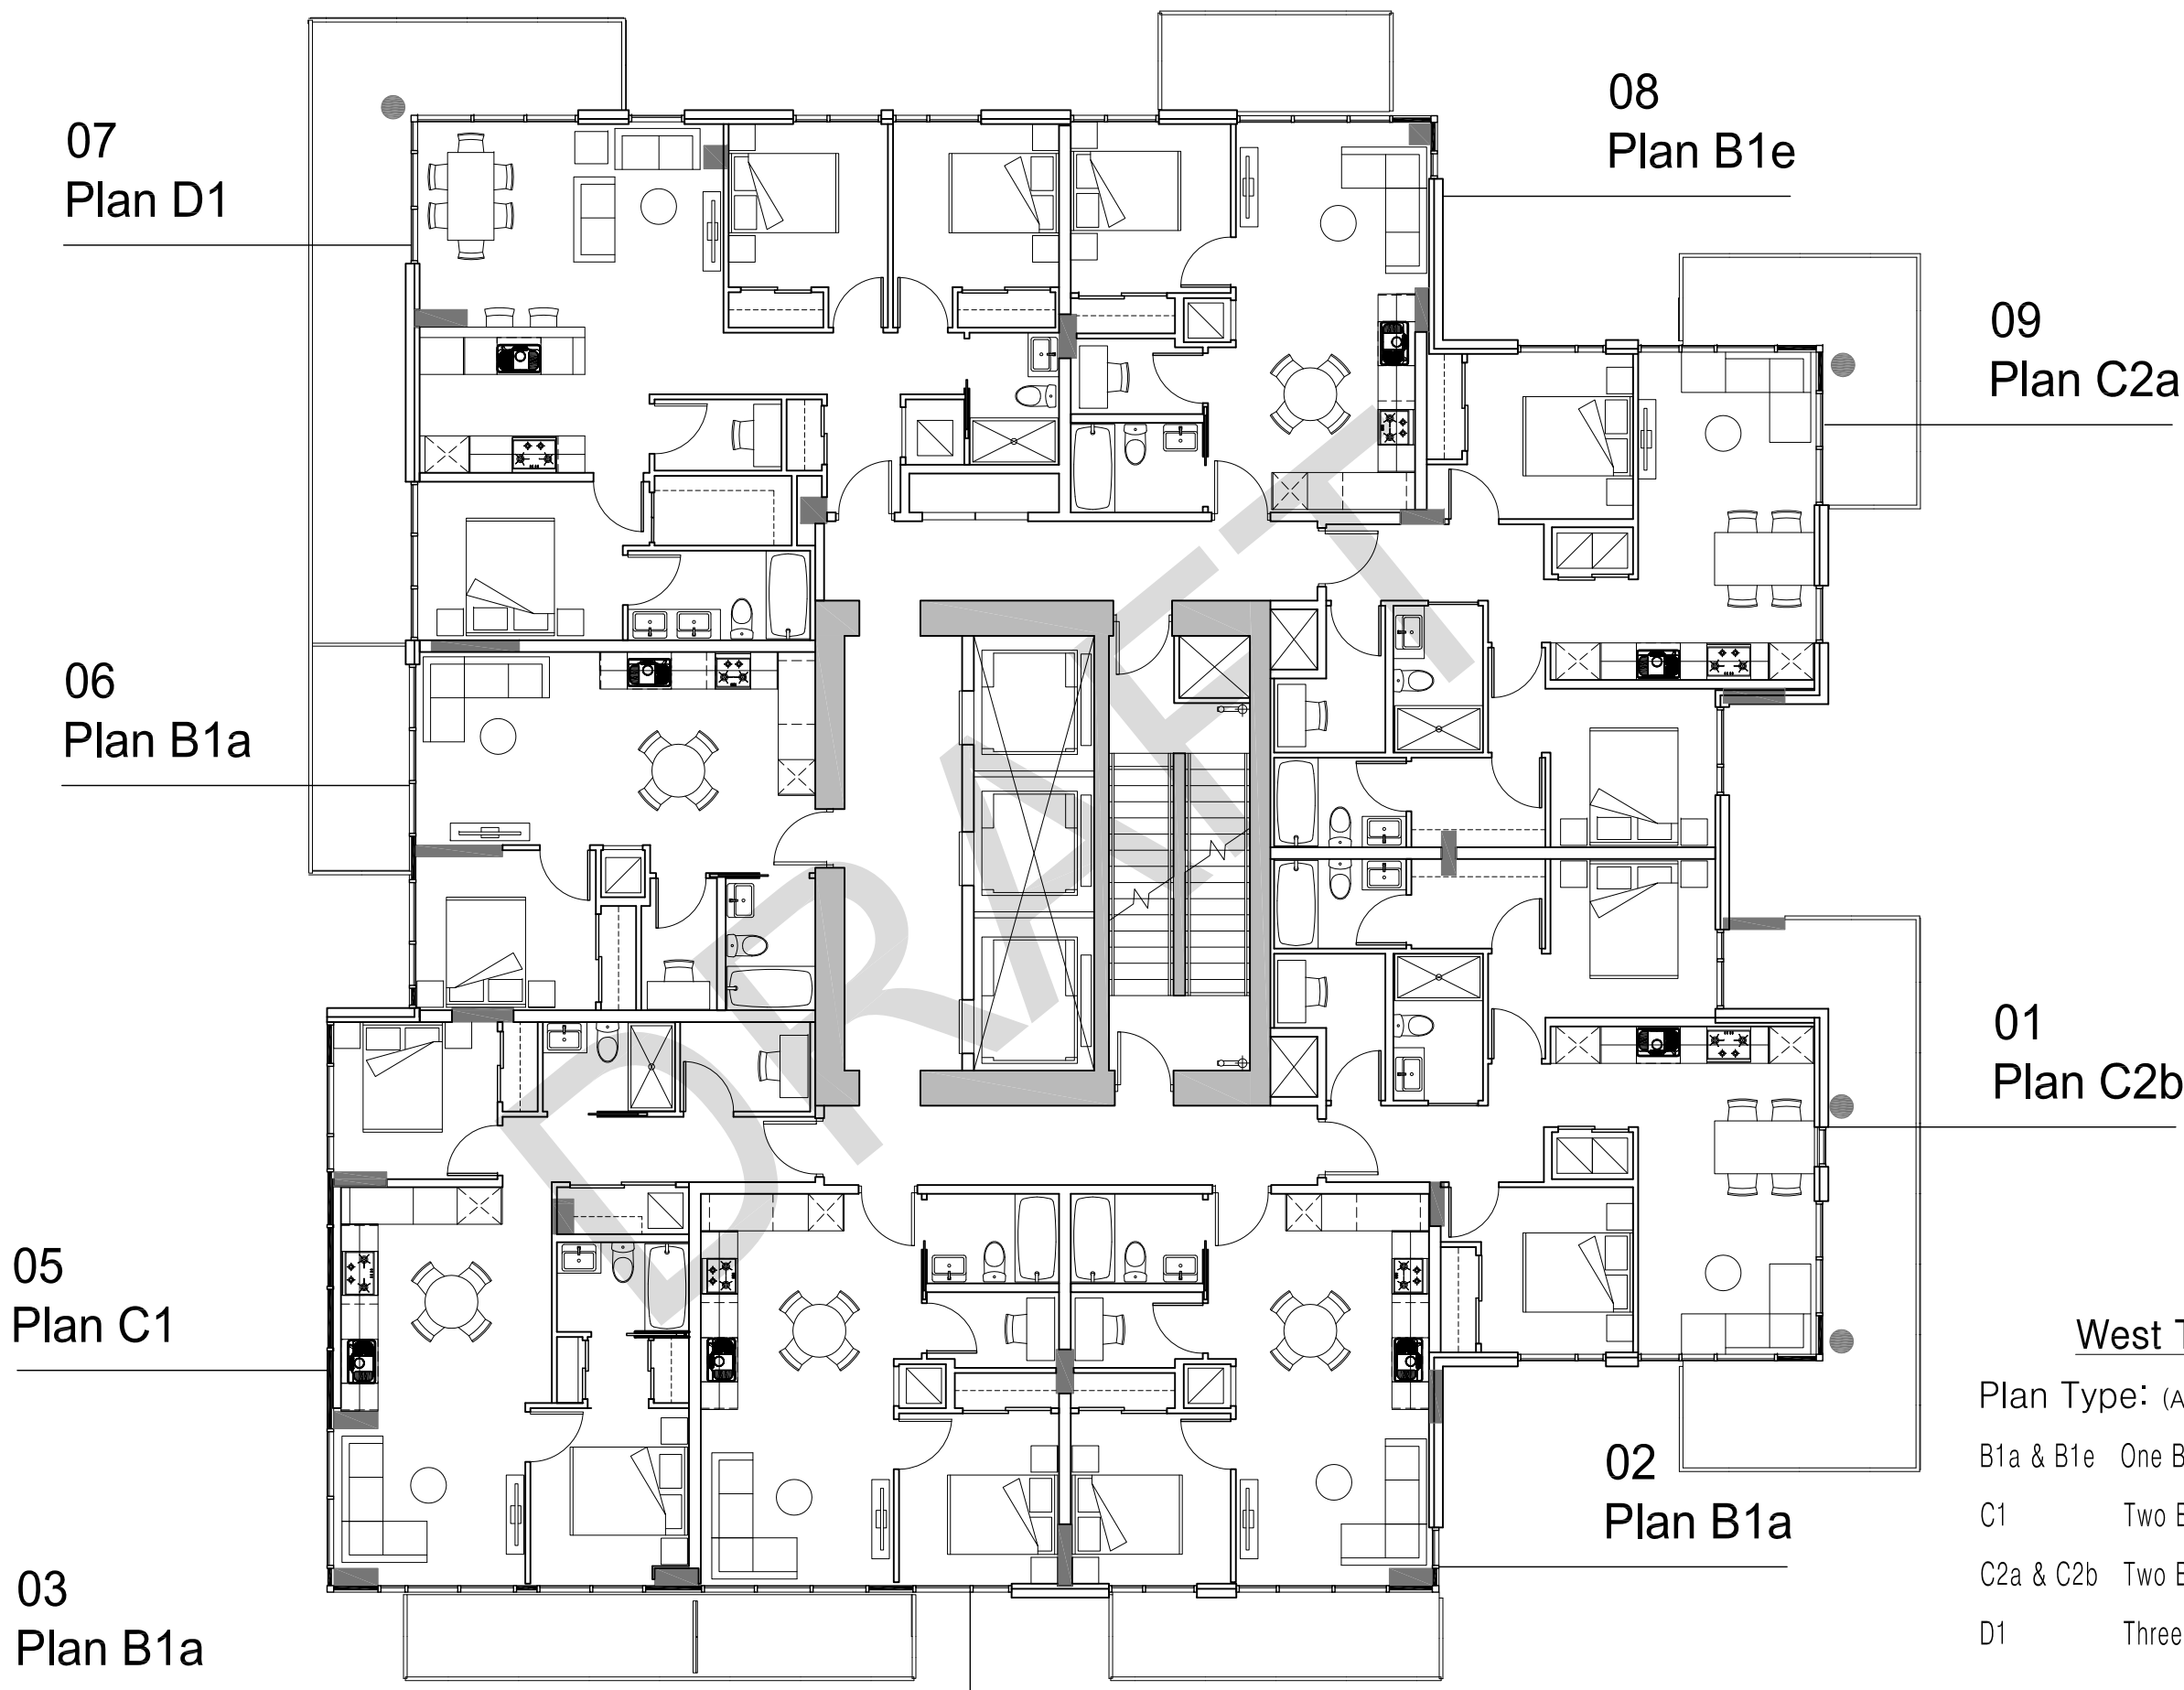 07
Plan D1
08
Plan B1e
09
Plan C2a
06
Plan B1a
DRAFT
01
Plan C2b
05
Plan C1
02
Plan B1a
03
Plan B1a
West
Plan Type:
B1a & B1e One
C1 Two
C2a & C2b Two
D1 Three